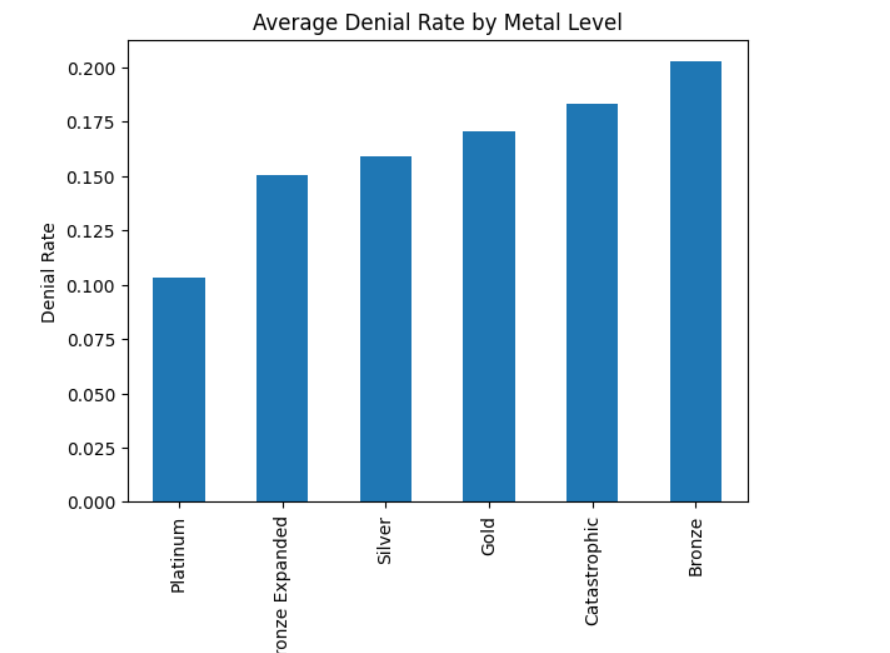 Average Denial Rate by Metal Level
0.200
0.175
0.150
0.125
0.100
0.075
0.050
0.025
0.000
Denial Rate
Platinum
ronze Expanded
Silver
Gold
Catastrophic
Bronze